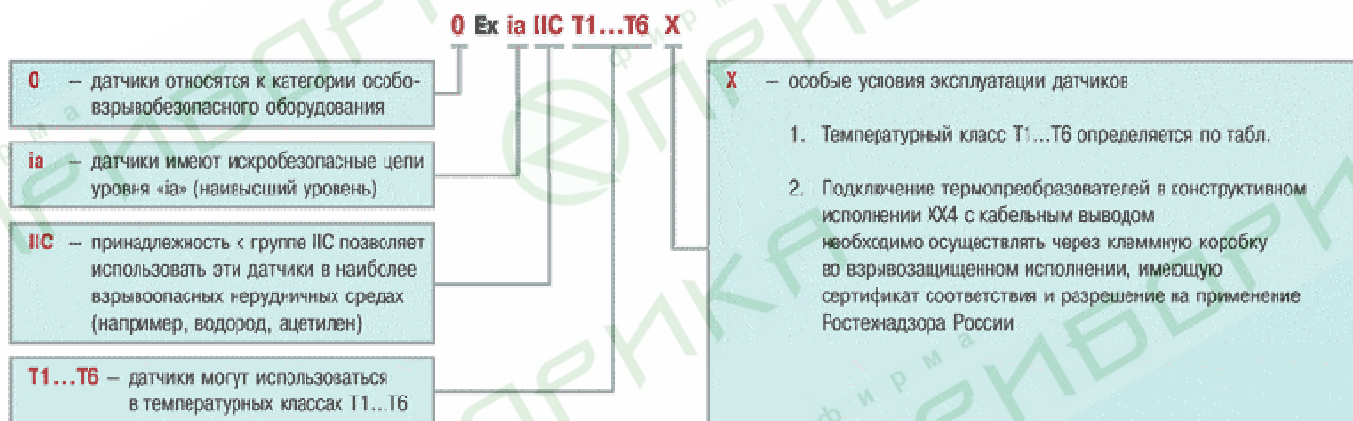 0 Ex ia IIC T1...T6 X
0 – датчики относятся к категории особо-
взрывобезопасного оборудования
ia – датчики имеют искробезопасные цепи
уровня «ia» (наивысший уровень)
IIC – принадлежность к группе IIC позволяет
использовать эти датчики в наиболее
взрывоопасных нерудничных средах
(например, водород, ацетилен)
T1...T6 – датчики могут использоваться
в температурных классах T1...T6
X – особые условия эксплуатации датчиков
1. Температурный класс T1...T6 определяется по табл.
2. Подключение термопреобразователей в конструктивном
исполнении XX4 с кабельным выводом
необходимо осуществлять через клеммную коробку
во взрывозащищенном исполнении, имеющую
сертификат соответствия и разрешение на применение
Ростехнадзора России